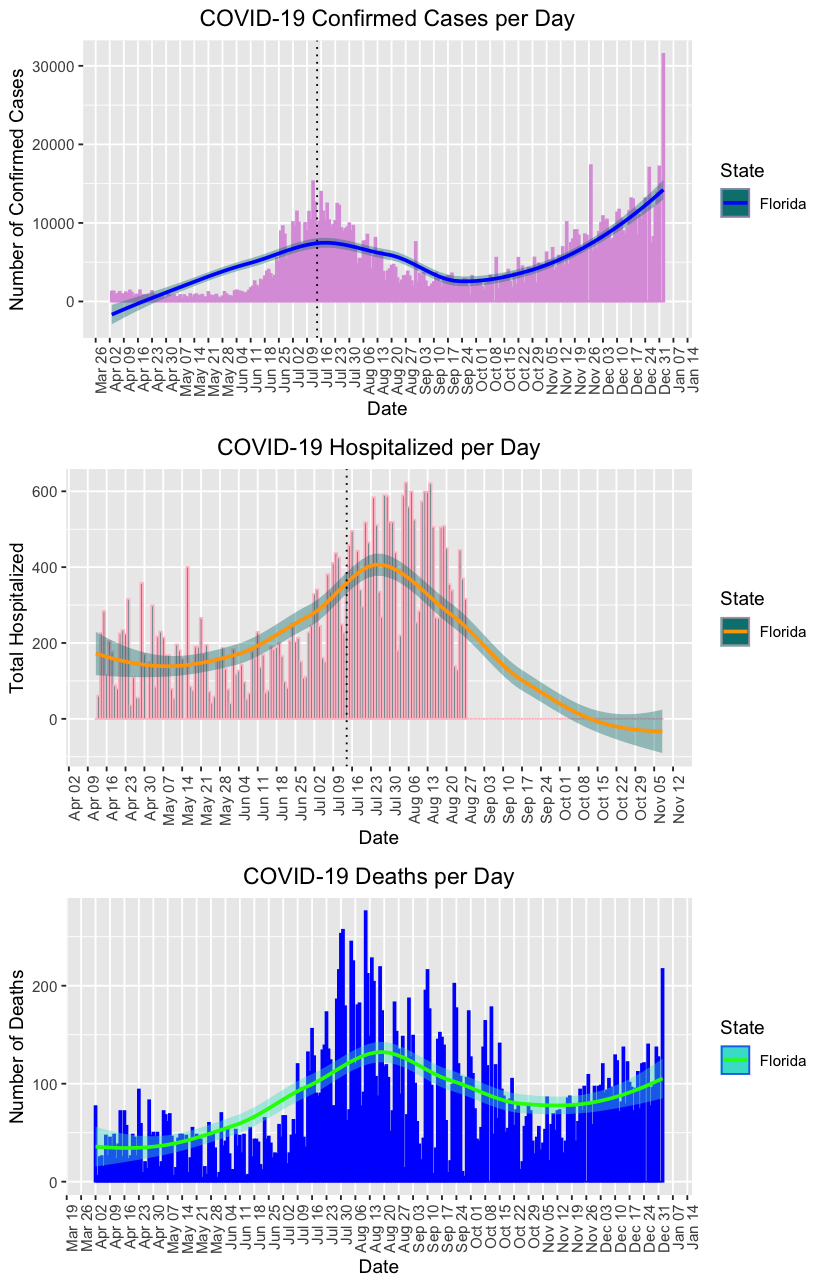 COVID-19 Confirmed Cases per Day
Number of Confirmed Cases
30000
20000
10000
0
Mar 26
Apr 02
Apr 09
Apr 16
Apr 23
Apr 30
May 07
May 14
May 21
May 28
Jun 04
Jun 11
Jun 18
Jun 25
Jul 02
Jul 09
Jul 16
Jul 23
Jul 30
Aug 06
Aug 13
Aug 20
Aug 27
Sep 03
Sep 10
Sep 17
Sep 24
Oct 01
Oct 08
Oct 15
Oct 22
Oct 29
Nov 05
Nov 12
Nov 19
Nov 26
Dec 03
Dec 10
Dec 17
Dec 24
Dec 31
Jan 07
Jan 14
Date
State
Florida
COVID-19 Hospitalized per Day
Total Hospitalized
600
400
200
0
Apr 02
Apr 09
Apr 16
Apr 23
Apr 30
May 07
May 14
May 21
May 28
Jun 04
Jun 11
Jun 18
Jun 25
Jul 02
Jul 09
Jul 16
Jul 23
Jul 30
Aug 06
Aug 13
Aug 20
Aug 27
Sep 03
Sep 10
Sep 17
Sep 24
Oct 01
Oct 08
Oct 15
Oct 22
Oct 29
Nov 05
Nov 12
Date
State
Florida
COVID-19 Deaths per Day
Number of Deaths
200
100
0
Mar 19
Mar 26
Apr 02
Apr 09
Apr 16
Apr 23
Apr 30
May 07
May 14
May 21
May 28
Jun 04
Jun 11
Jun 18
Jun 25
Jul 02
Jul 09
Jul 16
Jul 23
Jul 30
Aug 06
Aug 13
Aug 20
Aug 27
Sep 03
Sep 10
Sep 17
Sep 24
Oct 01
Oct 08
Oct 15
Oct 22
Oct 29
Nov 05
Nov 12
Nov 19
Nov 26
Dec 03
Dec 10
Dec 17
Dec 24
Dec 31
Jan 07
Jan 14
Date
State
Florida